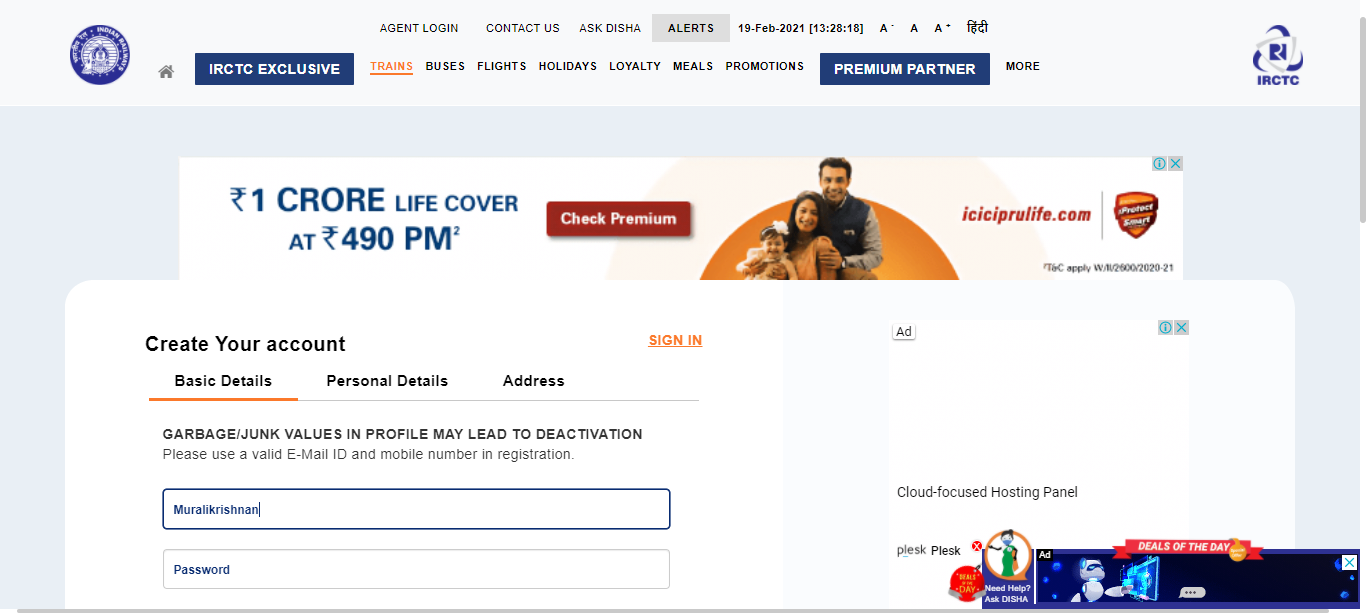 AGENT LOGIN CONTACT US ASK DISHA ALERTS 19-Feb-2021 [13:28:18] A- A A+ हिंदी
IRCTC EXCLUSIVE TRAINS BUSES FLIGHTS HOLIDAYS LOYALTY MEALS PROMOTIONS PREMIUM PARTNER MORE
IRCTC
₹1 CRORE LIFE COVER
AT ₹490 PM2
Check Premium
iciciprulife.com
iProtect
Smart
T&C apply W/II/2600/2020-21
Create Your account
SIGN IN
Basic Details Personal Details Address
GARBAGE/JUNK VALUES IN PROFILE MAY LEAD TO DEACTIVATION
Please use a valid E-Mail ID and mobile number in registration.
Muralikrishnan
Password
Ad
Cloud-focused Hosting Panel
plesk Plesk
DEALS
OF THE
DAY
Need Help?
Ask DISHA
Ad
DEALS OF THE DAY